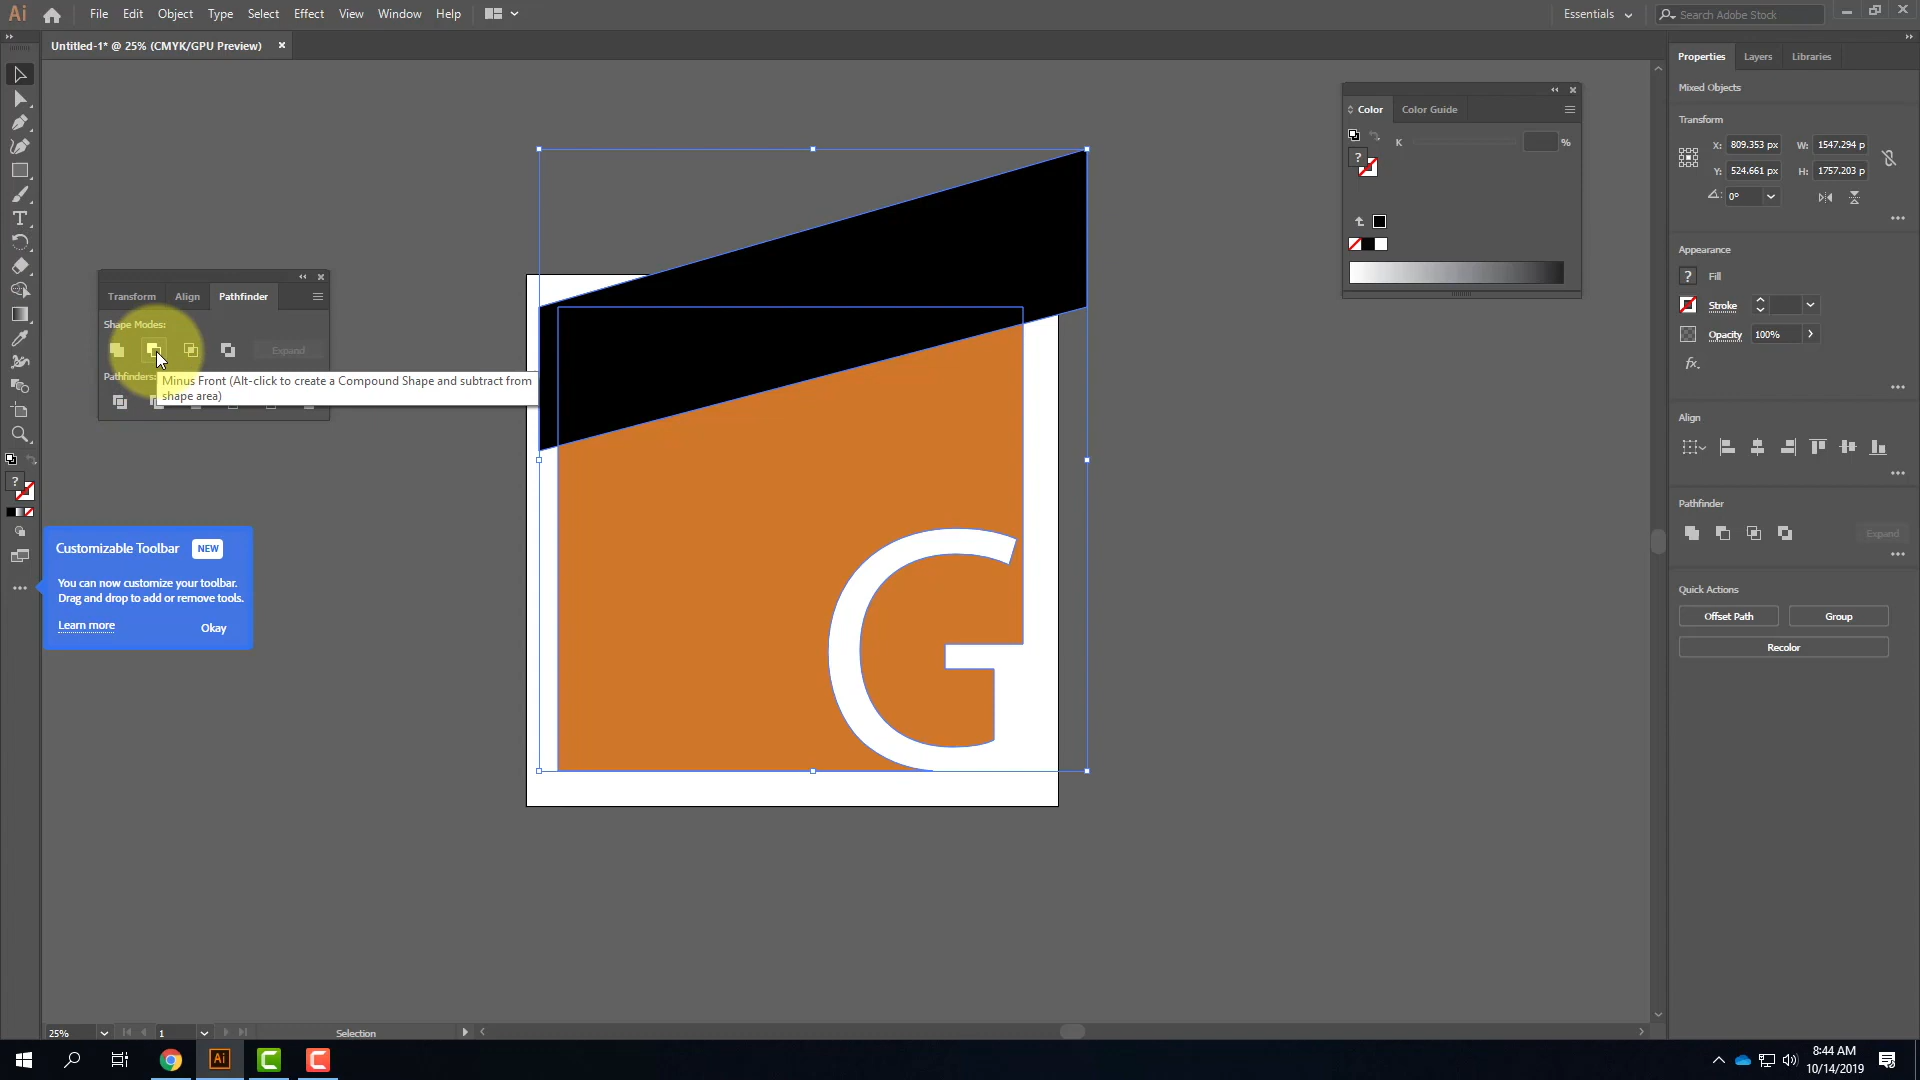 Ai File Edit Object Type Select Effect View Window Help Essentials Search Adobe Stock
Untitled-1* @ 25% (CMYK/GPU Preview) ×
Properties Layers Libraries
Mixed Objects
Transform
X: 809.353 px W: 1547.294 p
Y: 524.661 px H: 1757.203 p
0°
Appearance
? Fill
Stroke
Opacity 100%
fx.
Align
Pathfinder
Expand
Quick Actions
Offset Path Group
Recolor
Color Color Guide
K %
?
Transform Align Pathfinder
Shape Modes:
Expand
Pathfinders:
Minus Front (Alt-click to create a Compound Shape and subtract from
shape area)
G
?
Customizable Toolbar NEW
You can now customize your toolbar.
Drag and drop to add or remove tools.
Learn more Okay
25% 1 Selection
Ai
8:44 AM
10/14/2019